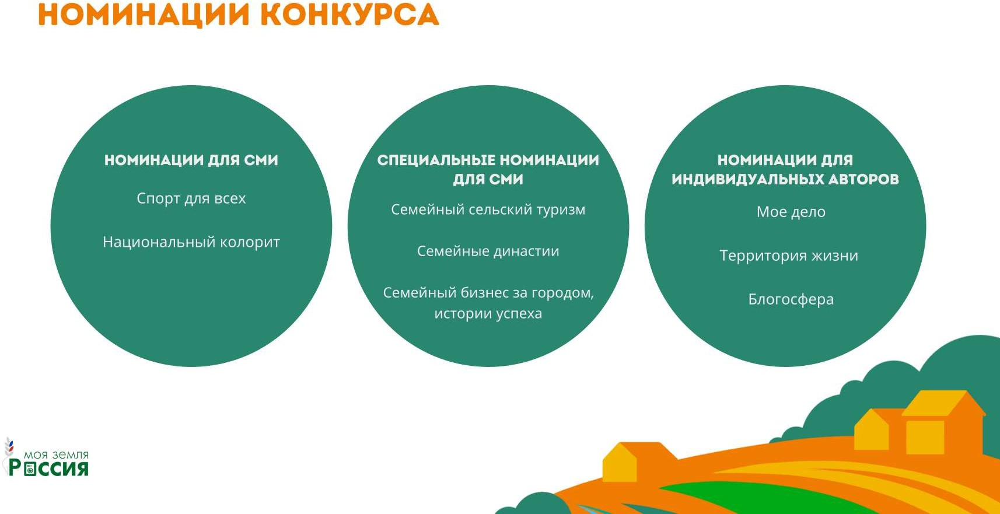 НОМИНАЦИИ КОНКУРСА
НОМИНАЦИИ ДЛЯ СМИ
Спорт для всех
Национальный колорит
СПЕЦИАЛЬНЫЕ НОМИНАЦИИ
ДЛЯ СМИ
Семейный сельский туризм
Семейные династии
Семейный бизнес за городом,
истории успеха
НОМИНАЦИИ ДЛЯ
ИНДИВИДУАЛЬНЫХ АВТОРОВ
Мое дело
Территория жизни
Блогосфера
моя земля
Россия